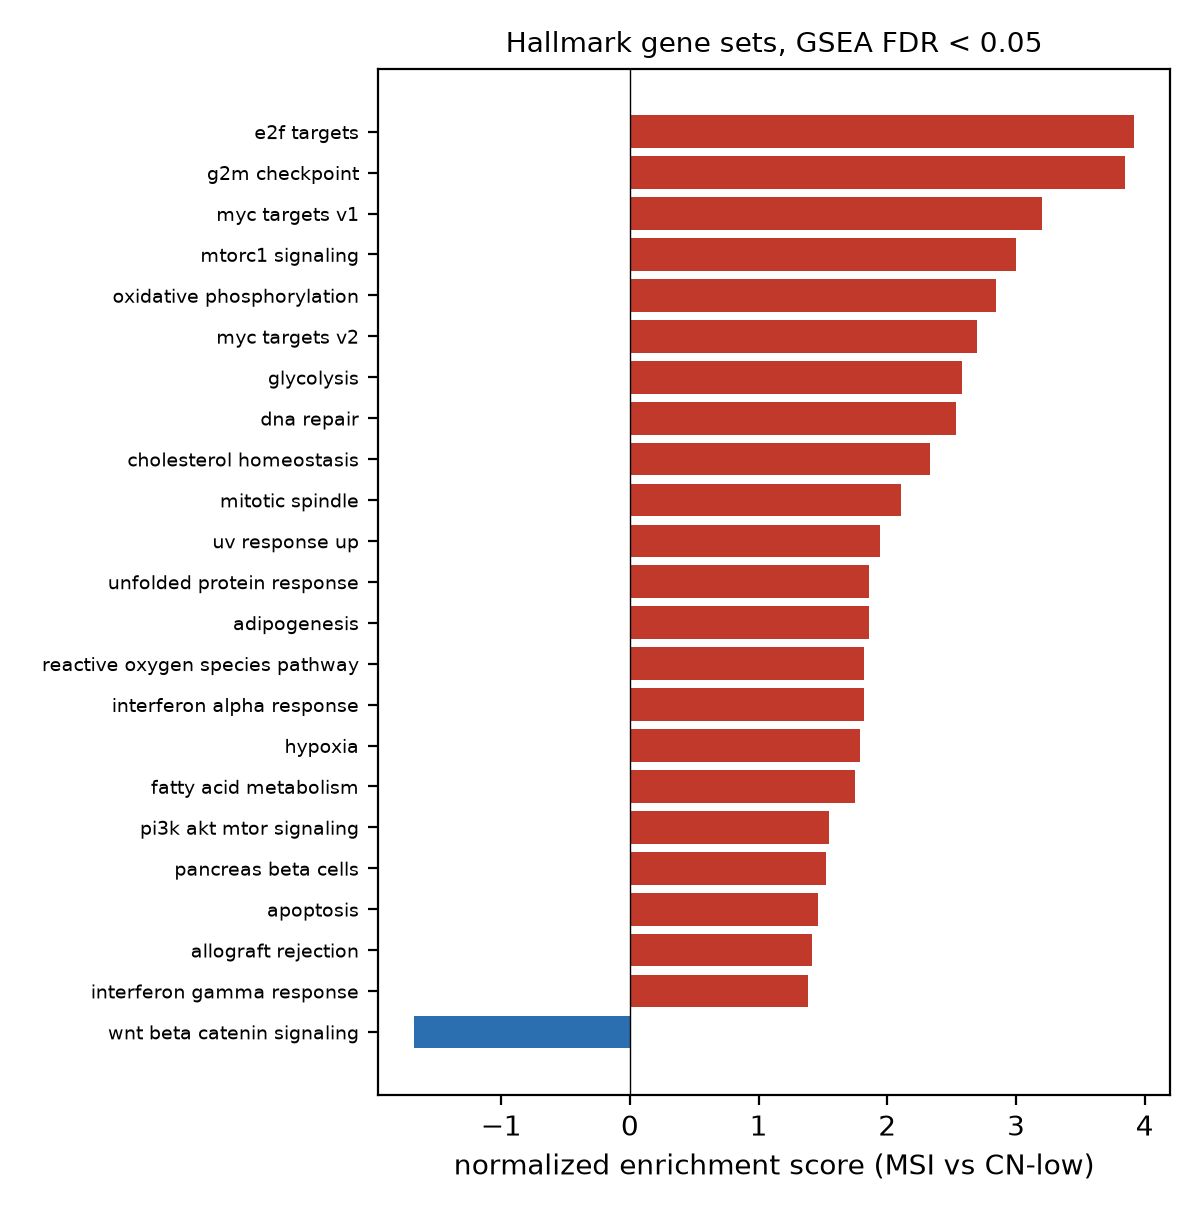 Hallmark gene sets, GSEA FDR < 0.05
e2f targets
g2m checkpoint
myc targets v1
mtorc1 signaling
oxidative phosphorylation
myc targets v2
glycolysis
dna repair
cholesterol homeostasis
mitotic spindle
uv response up
unfolded protein response
adipogenesis
reactive oxygen species pathway
interferon alpha response
hypoxia
fatty acid metabolism
pi3k akt mtor signaling
pancreas beta cells
apoptosis
allograft rejection
interferon gamma response
wnt beta catenin signaling
−1 0 1 2 3 4
normalized enrichment score (MSI vs CN-low)